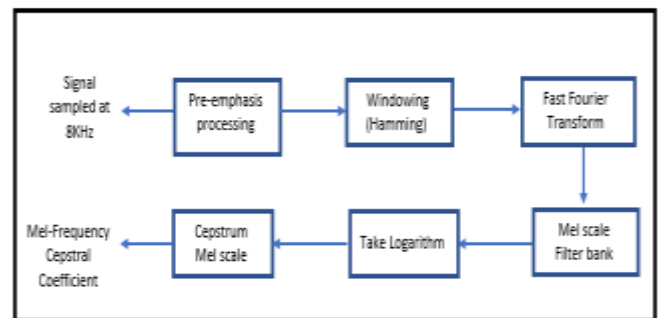 Signal
sampled at
8KHz
Pre-emphasis
processing
Windowing
(Hamming)
Fast Fourier
Transform
Mel-Frequency
Cepstral
Coefficient
Cepstrum
Mel scale
Take Logarithm
Mel scale
Filter bank